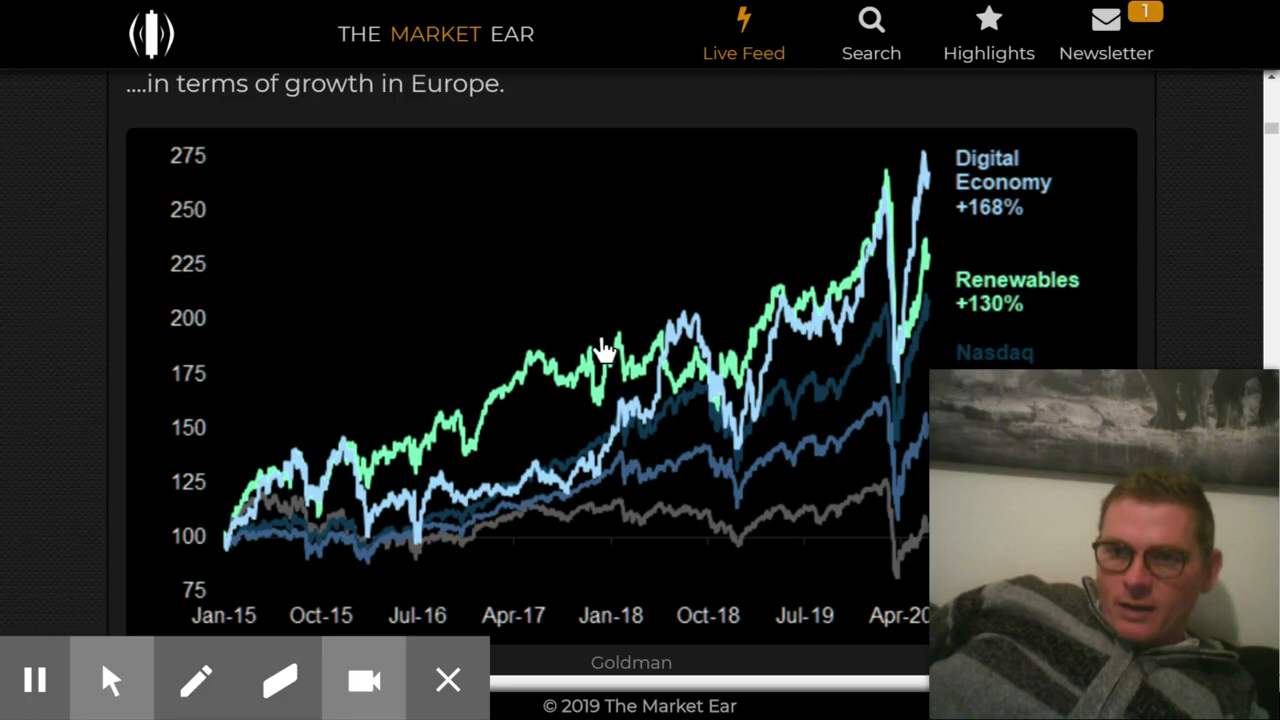 THE MARKET EAR
Live Feed
Search
Highlights
1
Newsletter
....in terms of growth in Europe.
275
250
225
200
175
150
125
100
75
Jan-15
Oct-15
Jul-16
Apr-17
Jan-18
Oct-18
Jul-19
Apr-20
Digital
Economy
+168%
Renewables
+130%
Nasdaq
Goldman
© 2019 The Market Ear